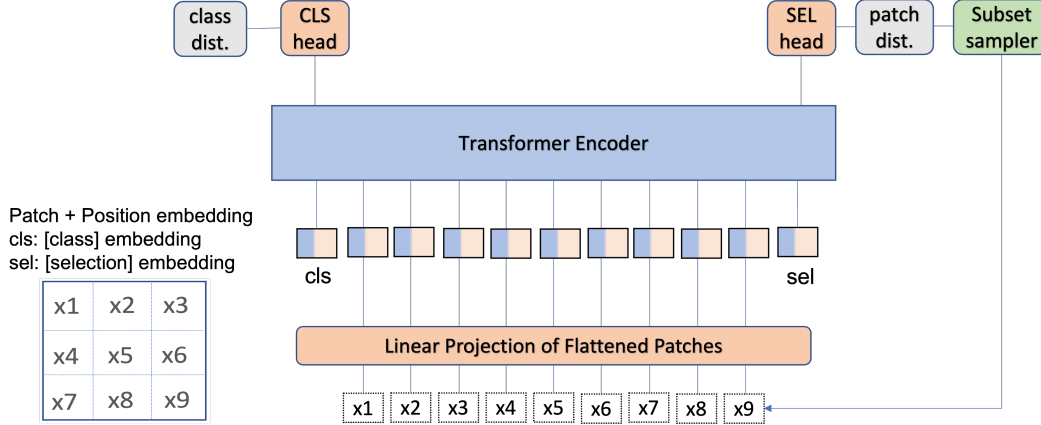 class
dist.
CLS
head
SEL
head
patch
dist.
Subset
sampler
Transformer Encoder
Patch + Position embedding
cls: [class] embedding
sel: [selection] embedding
cls
sel
x1 x2 x3
x4 x5 x6
x7 x8 x9
Linear Projection of Flattened Patches
x1 x2 x3 x4 x5 x6 x7 x8 x9